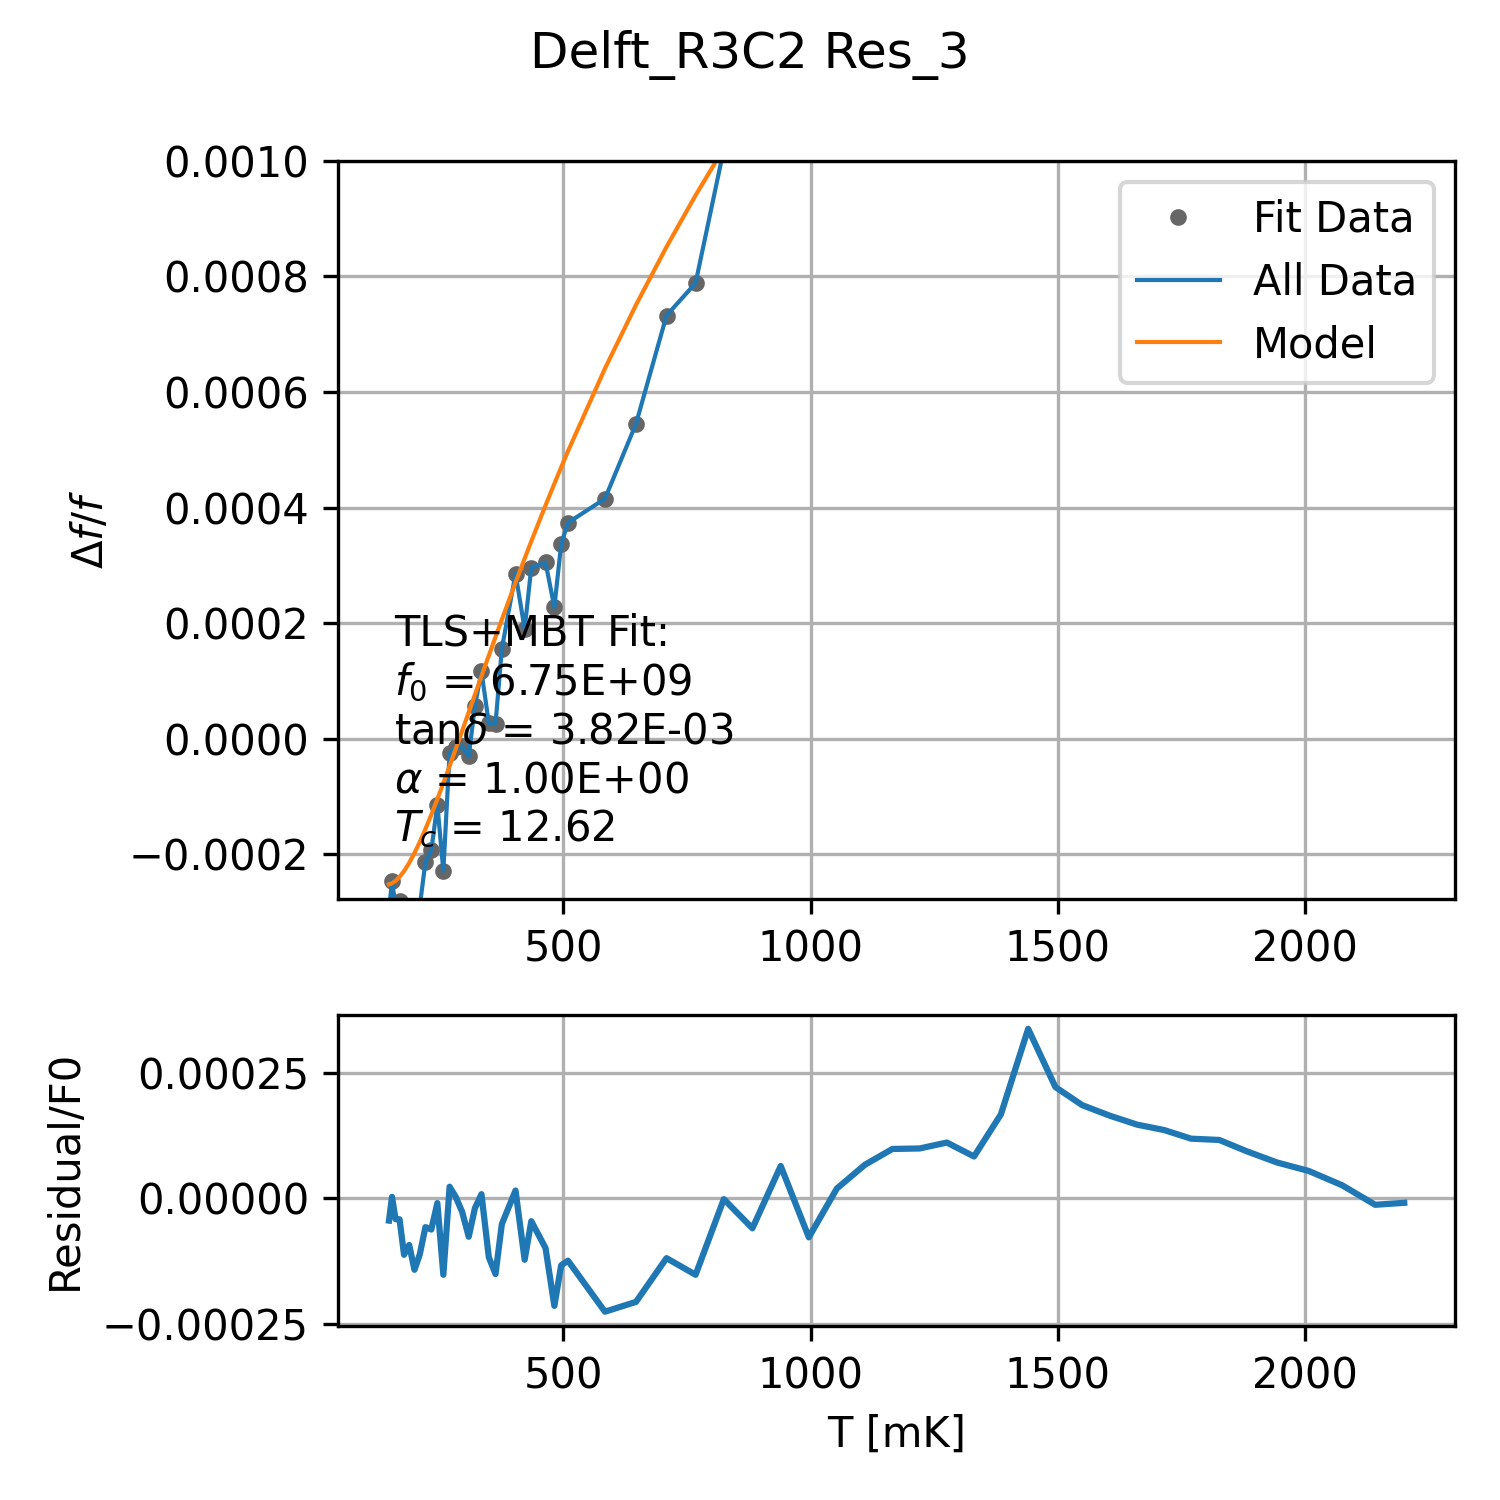 Delft_R3C2 Res_3
0.0010
0.0008
0.0006
0.0004
0.0002
0.0000
−0.0002
Δf/f
Fit Data
All Data
Model
TLS+MBT Fit:
f₀ = 6.75E+09
tanδ = 3.82E-03
α = 1.00E+00
T꜀ = 12.62
500 1000 1500 2000
0.00025
0.00000
−0.00025
Residual/F0
500 1000 1500 2000
T [mK]